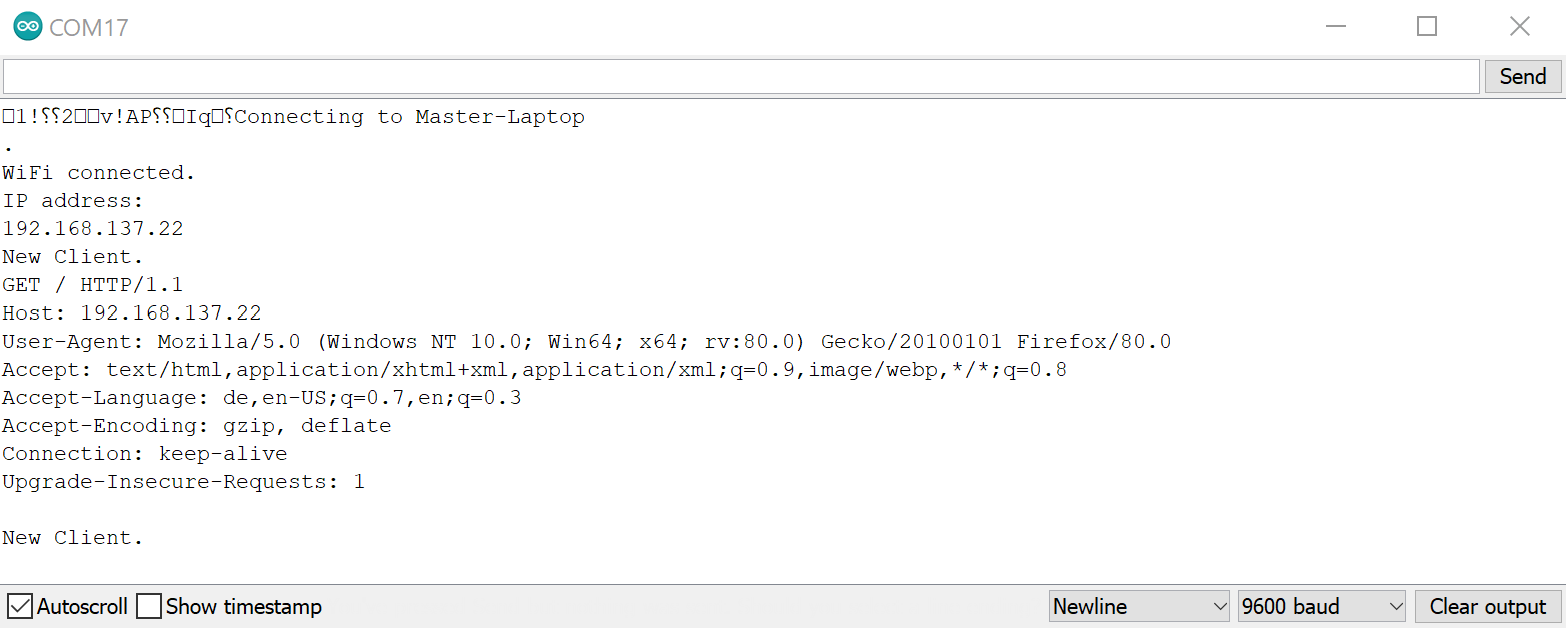 COM17
Send
□1!⸮⸮2□□v!AP⸮⸮□Iq□⸮Connecting to Master-Laptop
.
WiFi connected.
IP address:
192.168.137.22
New Client.
GET / HTTP/1.1
Host: 192.168.137.22
User-Agent: Mozilla/5.0 (Windows NT 10.0; Win64; x64; rv:80.0) Gecko/20100101 Firefox/80.0
Accept: text/html,application/xhtml+xml,application/xml;q=0.9,image/webp,*/*;q=0.8
Accept-Language: de,en-US;q=0.7,en;q=0.3
Accept-Encoding: gzip, deflate
Connection: keep-alive
Upgrade-Insecure-Requests: 1
New Client.
Autoscroll Show timestamp Newline 9600 baud Clear output